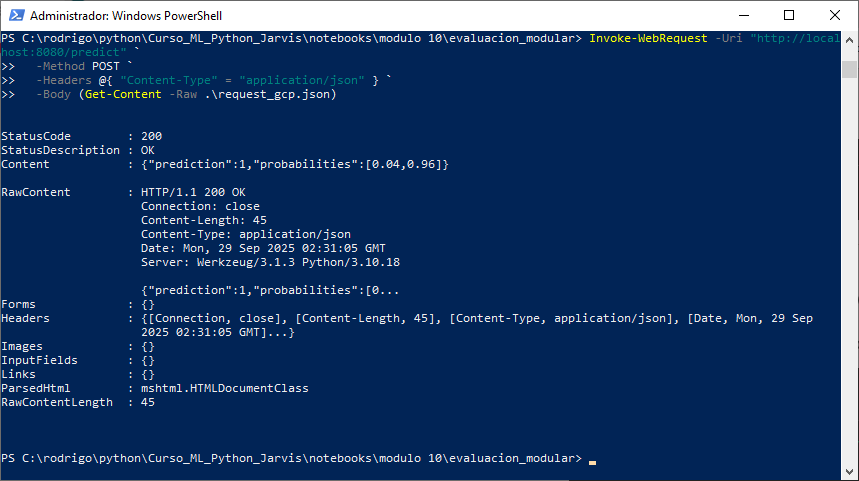 Administrador: Windows PowerShell
PS C:\rodrigo\python\Curso_ML_Python_Jarvis\notebooks\modulo 10\evaluacion_modular> Invoke-WebRequest -Uri "http://local
host:8080/predict" `
>>   -Method POST `
>>   -Headers @{ "Content-Type" = "application/json" } `
>>   -Body (Get-Content -Raw .\request_gcp.json)
StatusCode        : 200
StatusDescription : OK
Content           : {"prediction":1,"probabilities":[0.04,0.96]}
RawContent        : HTTP/1.1 200 OK
                    Connection: close
                    Content-Length: 45
                    Content-Type: application/json
                    Date: Mon, 29 Sep 2025 02:31:05 GMT
                    Server: Werkzeug/3.1.3 Python/3.10.18
                    {"prediction":1,"probabilities":[0...
Forms             : {}
Headers           : {[Connection, close], [Content-Length, 45], [Content-Type, application/json], [Date, Mon, 29 Sep
                    2025 02:31:05 GMT]...}
Images            : {}
InputFields       : {}
Links             : {}
ParsedHtml        : mshtml.HTMLDocumentClass
RawContentLength  : 45
PS C:\rodrigo\python\Curso_ML_Python_Jarvis\notebooks\modulo 10\evaluacion_modular>